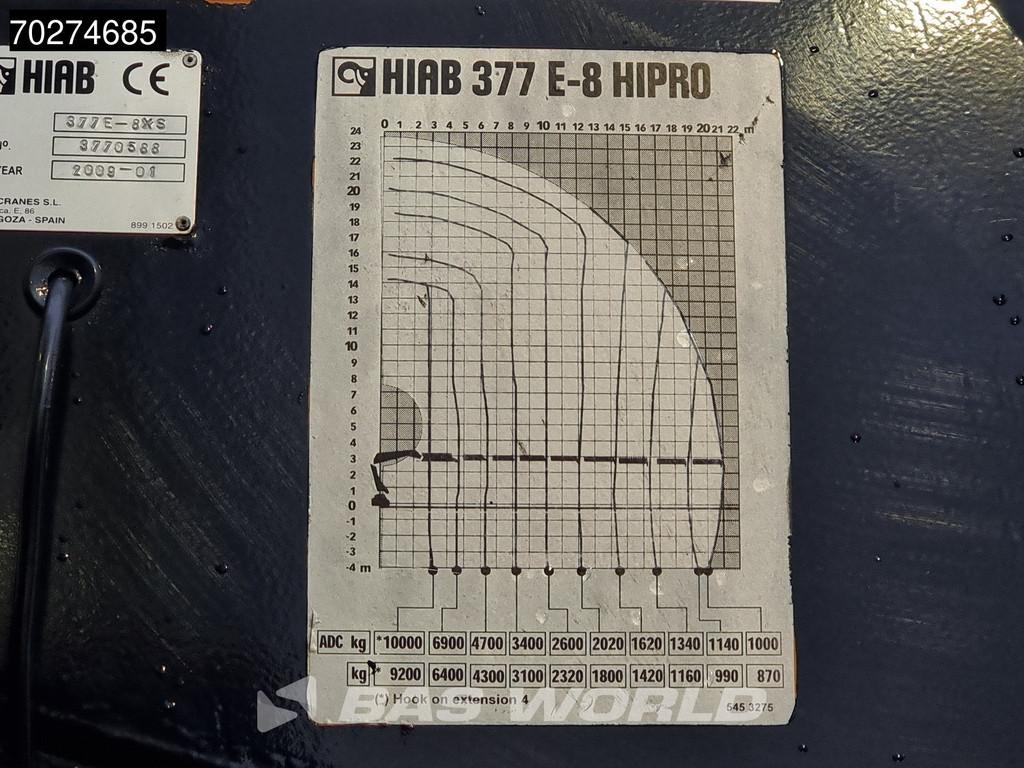 70274685
HIAB CE
377E-8XS
o. 3770588
YEAR 2009-01
CRANES S.L.
ca. E, 86
GOZA - SPAIN
899 1502
HIAB 377 E-8 HIPRO
0 1 2 3 4 5 6 7 8 9 10 11 12 13 14 15 16 17 18 19 20 21 22 m
24
23
22
21
20
19
18
17
16
15
14
13
12
11
10
9
8
7
6
5
4
3
2
1
0
-1
-2
-3
-4 m
ADC kg *10000 6900 4700 3400 2600 2020 1620 1340 1140 1000
kg * 9200 6400 4300 3100 2320 1800 1420 1160 990 870
(*) Hook on extension 4
545 3275
BAS WORLD